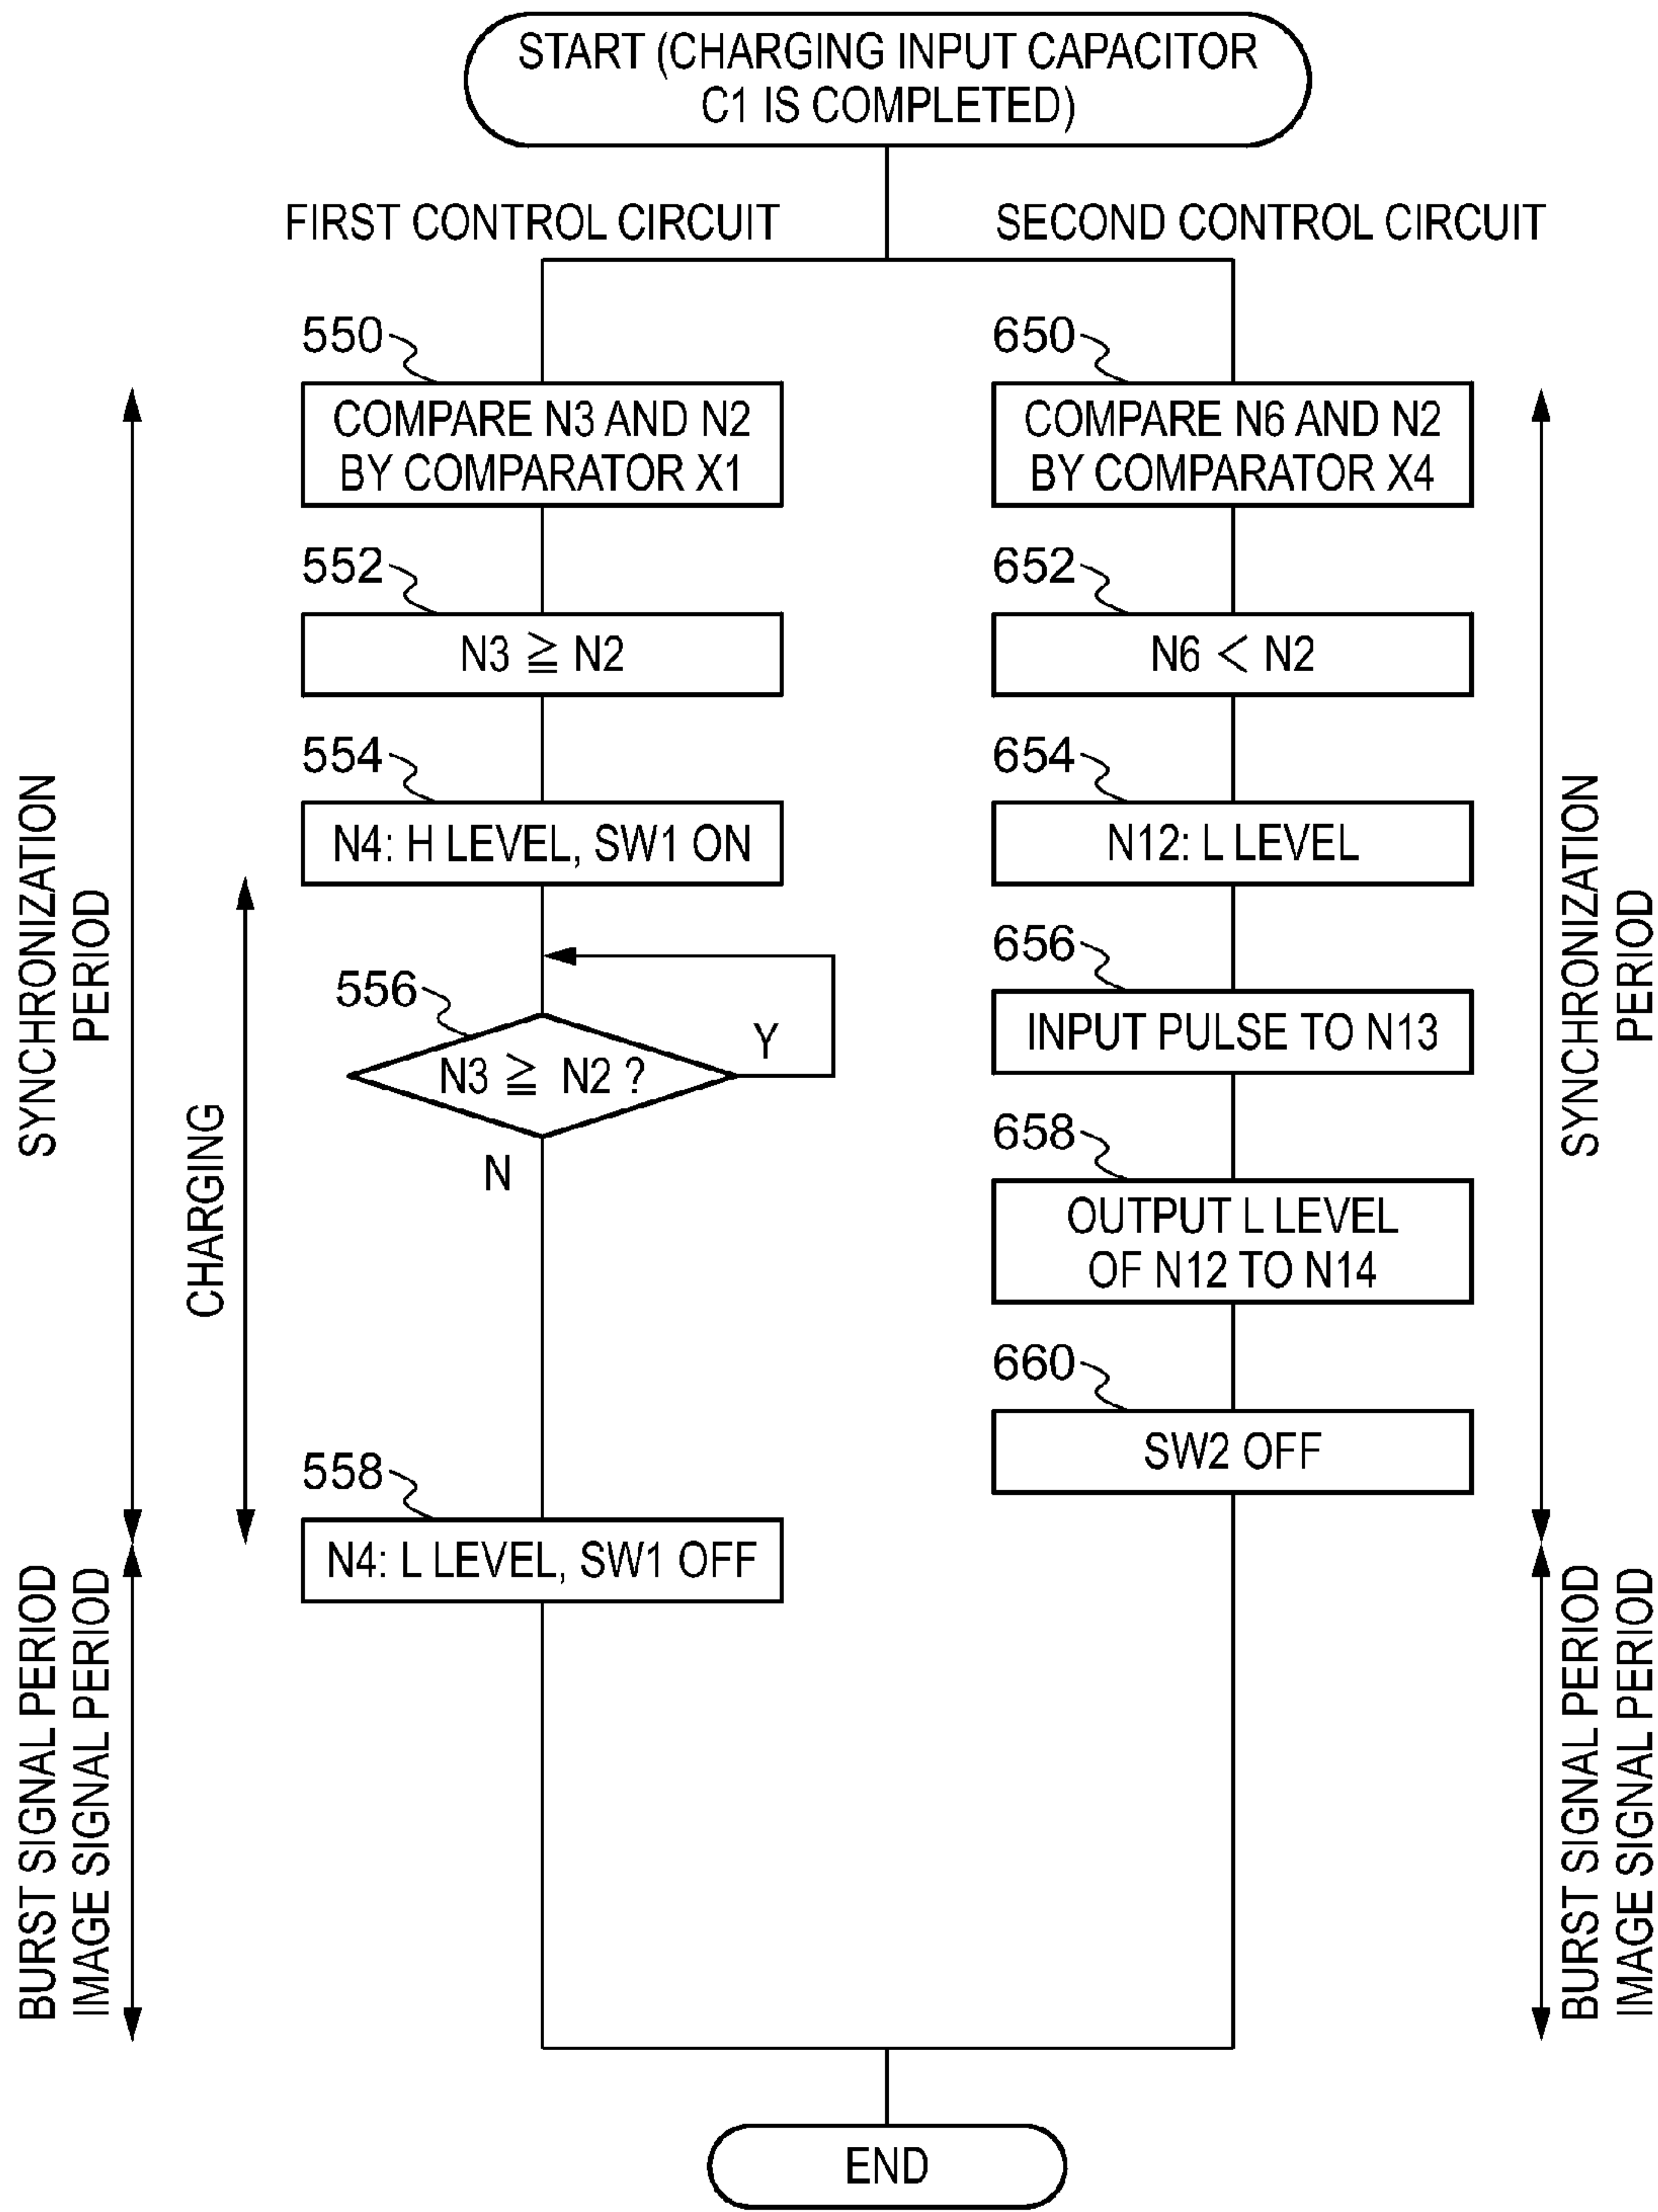 START (CHARGING INPUT CAPACITOR
C1 IS COMPLETED)
FIRST CONTROL CIRCUIT
SECOND CONTROL CIRCUIT
550
COMPARE N3 AND N2
BY COMPARATOR X1
552
N3 ≧ N2
554
N4: H LEVEL, SW1 ON
556
N3 ≧ N2 ?
Y
N
558
N4: L LEVEL, SW1 OFF
650
COMPARE N6 AND N2
BY COMPARATOR X4
652
N6 < N2
654
N12: L LEVEL
656
INPUT PULSE TO N13
658
OUTPUT L LEVEL
OF N12 TO N14
660
SW2 OFF
SYNCHRONIZATION
PERIOD
CHARGING
BURST SIGNAL PERIOD
IMAGE SIGNAL PERIOD
SYNCHRONIZATION
PERIOD
BURST SIGNAL PERIOD
IMAGE SIGNAL PERIOD
END